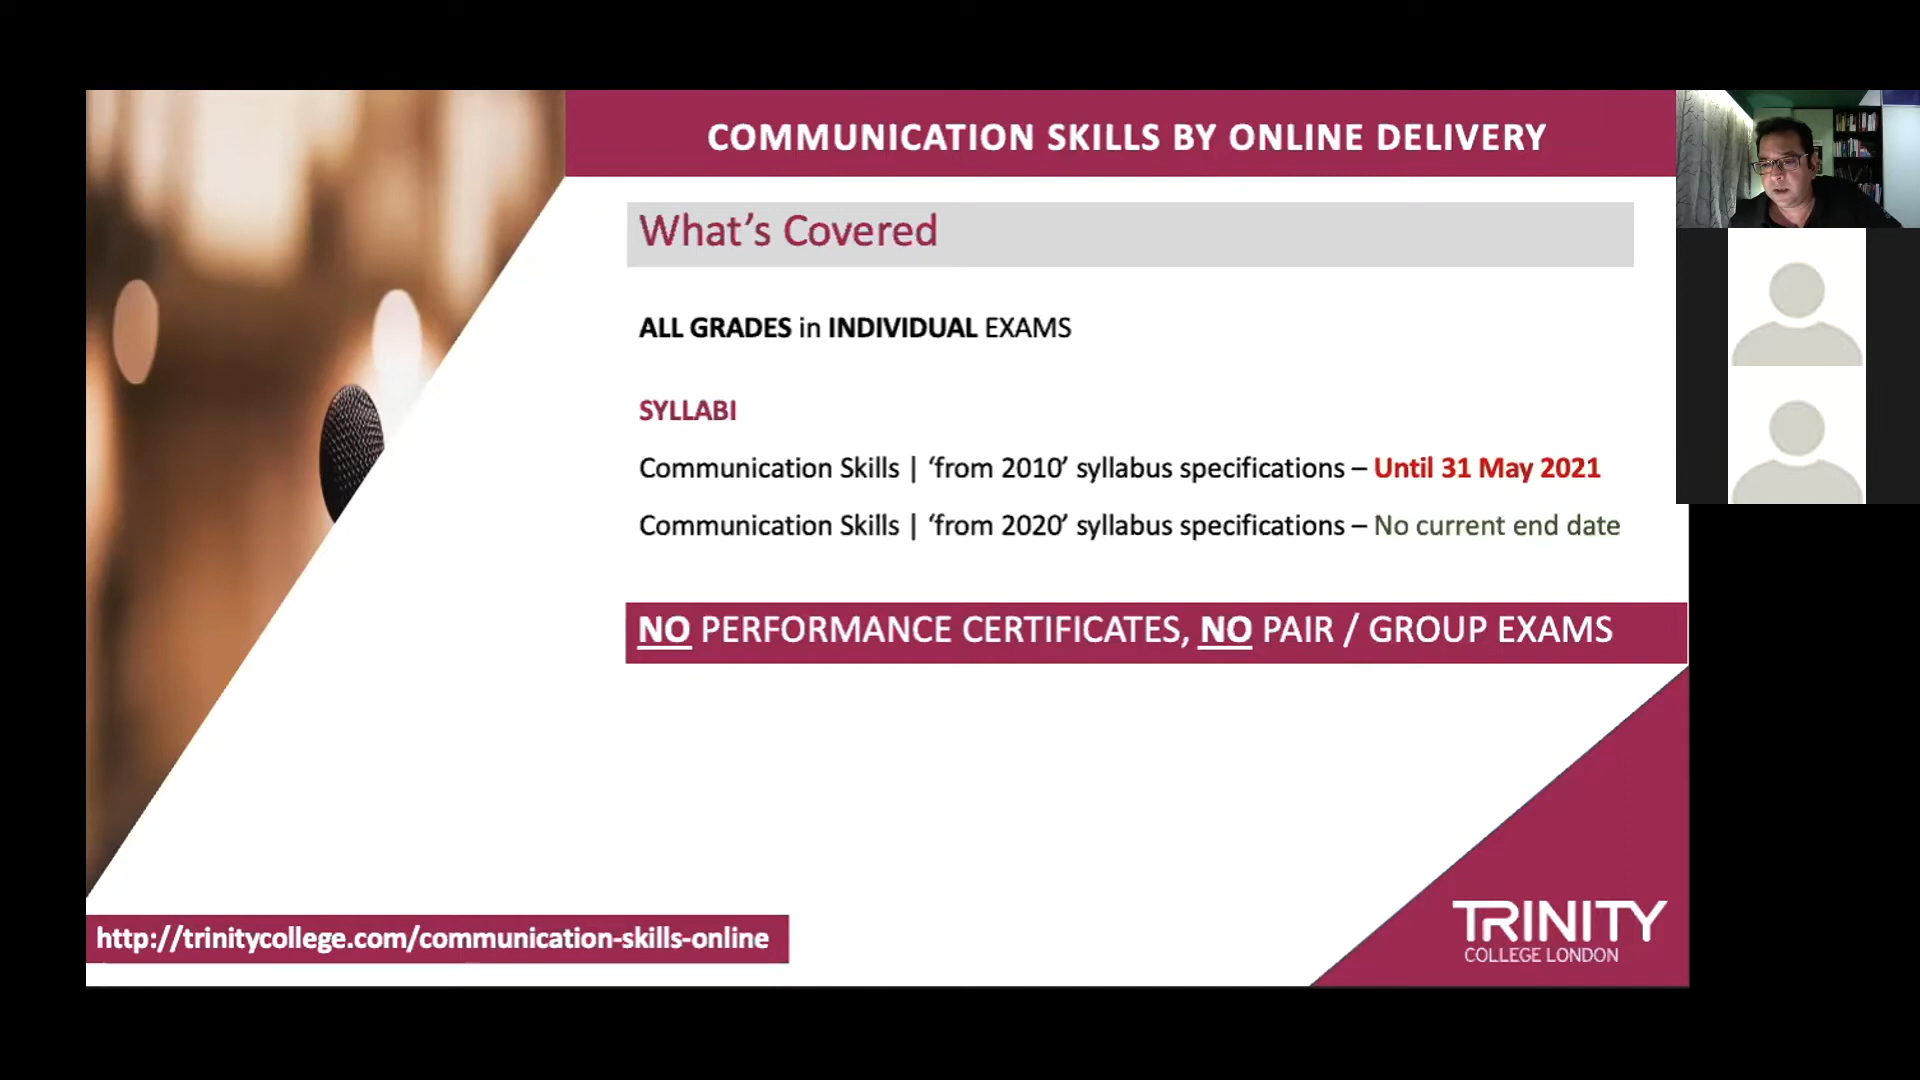 COMMUNICATION SKILLS BY ONLINE DELIVERY
What’s Covered
ALL GRADES in INDIVIDUAL EXAMS
SYLLABI
Communication Skills | ‘from 2010’ syllabus specifications – Until 31 May 2021
Communication Skills | ‘from 2020’ syllabus specifications – No current end date
NO PERFORMANCE CERTIFICATES, NO PAIR / GROUP EXAMS
http://trinitycollege.com/communication-skills-online
TRINITY
COLLEGE LONDON